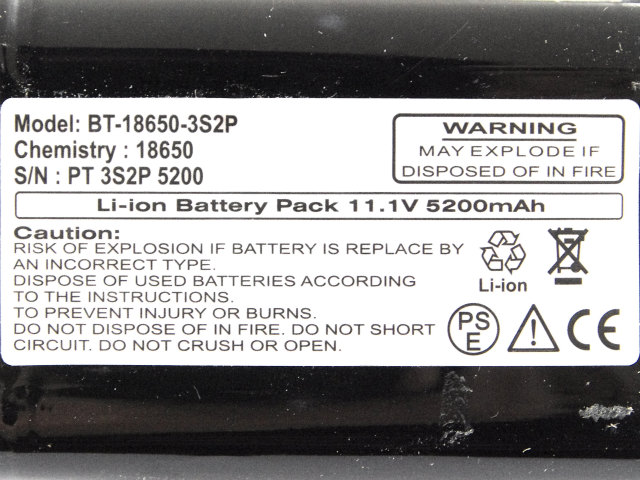 Model: BT-18650-3S2P
Chemistry : 18650
S/N : PT 3S2P 5200
WARNING
MAY EXPLODE IF
DISPOSED OF IN FIRE
Li-ion Battery Pack 11.1V 5200mAh
Caution:
RISK OF EXPLOSION IF BATTERY IS REPLACED BY
AN INCORRECT TYPE.
DISPOSE OF USED BATTERIES ACCORDING
TO THE INSTRUCTIONS.
TO PREVENT INJURY OR BURNS.
DO NOT DISPOSE OF IN FIRE. DO NOT SHORT
CIRCUIT, CRUSH OR OPEN.
Li-ion
PS
E
CE